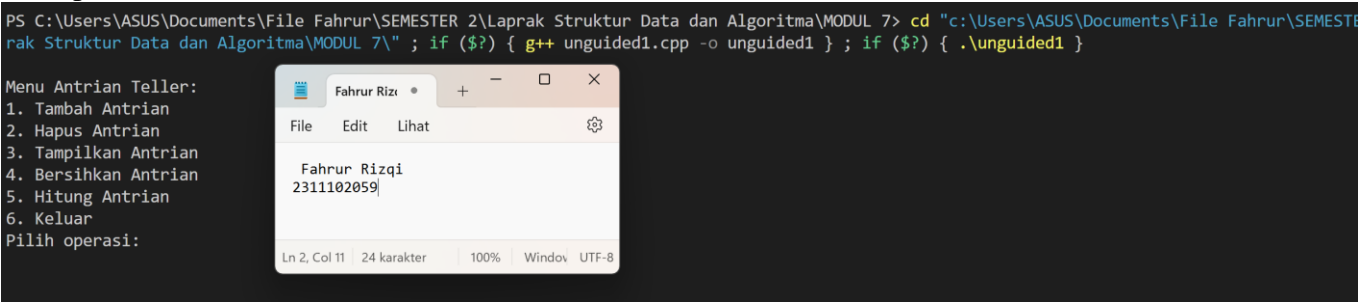 PS C:\Users\ASUS\Documents\File Fahrur\SEMESTER 2\Laprak Struktur Data dan Algoritma\MODUL 7> cd "c:\Users\ASUS\Documents\File Fahrur\SEMESTE
rak Struktur Data dan Algoritma\MODUL 7\" ; if ($?) { g++ unguided1.cpp -o unguided1 } ; if ($?) { .\unguided1 }
Menu Antrian Teller:
1. Tambah Antrian
2. Hapus Antrian
3. Tampilkan Antrian
4. Bersihkan Antrian
5. Hitung Antrian
6. Keluar
Pilih operasi:
Fahrur Riz
File Edit Lihat
Fahrur Rizqi
2311102059
Ln 2, Col 11 24 karakter 100% Window UTF-8